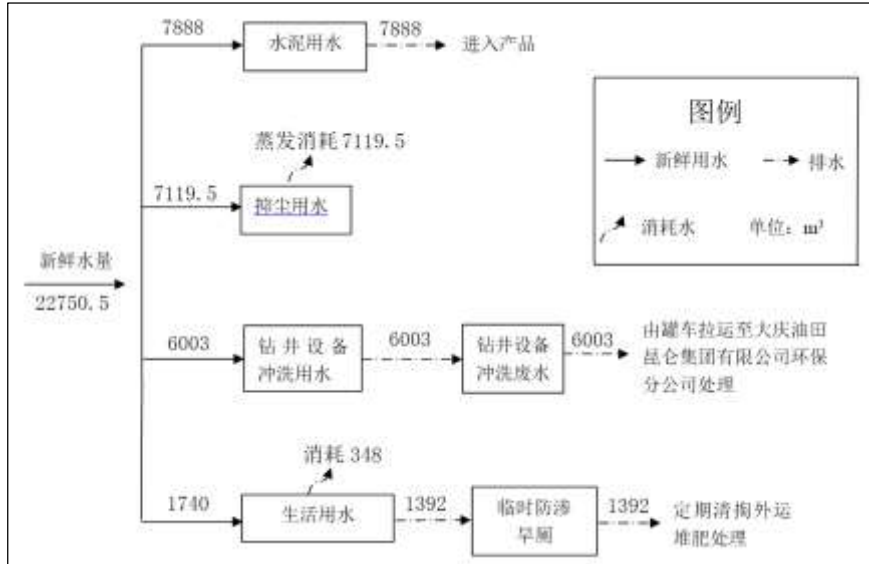 7888
水泥用水
7888
进入产品
图例
新鲜用水
排水
消耗水
单位：m³
蒸发消耗 7119.5
7119.5
抑尘用水
新鲜水量
22750.5
6003
钻井设备
冲洗用水
6003
钻井设备
冲洗废水
6003
由罐车拉运至大庆油田
昆仑集团有限公司环保
分公司处理
消耗 348
1740
生活用水
1392
临时防渗
旱厕
1392
定期清掏外运
堆肥处理